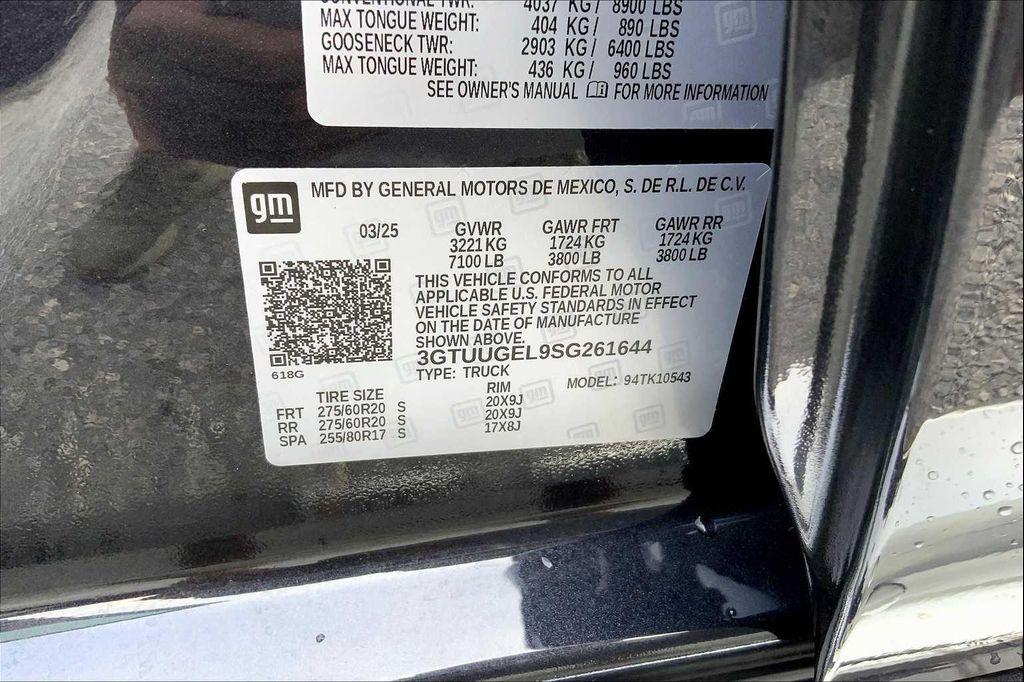 CONVENTIONAL TWR: 4037 KG/ 8900 LBS
MAX TONGUE WEIGHT: 404 KG/ 890 LBS
GOOSENECK TWR: 2903 KG/ 6400 LBS
MAX TONGUE WEIGHT: 436 KG/ 960 LBS
SEE OWNER'S MANUAL FOR MORE INFORMATION
gm MFD BY GENERAL MOTORS DE MEXICO, S. DE R.L. DE C.V.
03/25 GVWR GAWR FRT GAWR RR
3221 KG 1724 KG 1724 KG
7100 LB 3800 LB 3800 LB
THIS VEHICLE CONFORMS TO ALL
APPLICABLE U.S. FEDERAL MOTOR
VEHICLE SAFETY STANDARDS IN EFFECT
ON THE DATE OF MANUFACTURE
SHOWN ABOVE.
3GTUUGEL9SG261644
618G TYPE: TRUCK MODEL: 94TK10543
TIRE SIZE RIM
FRT 275/60R20 S 20X9J
RR 275/60R20 S 20X9J
SPA 255/80R17 S 17X8J